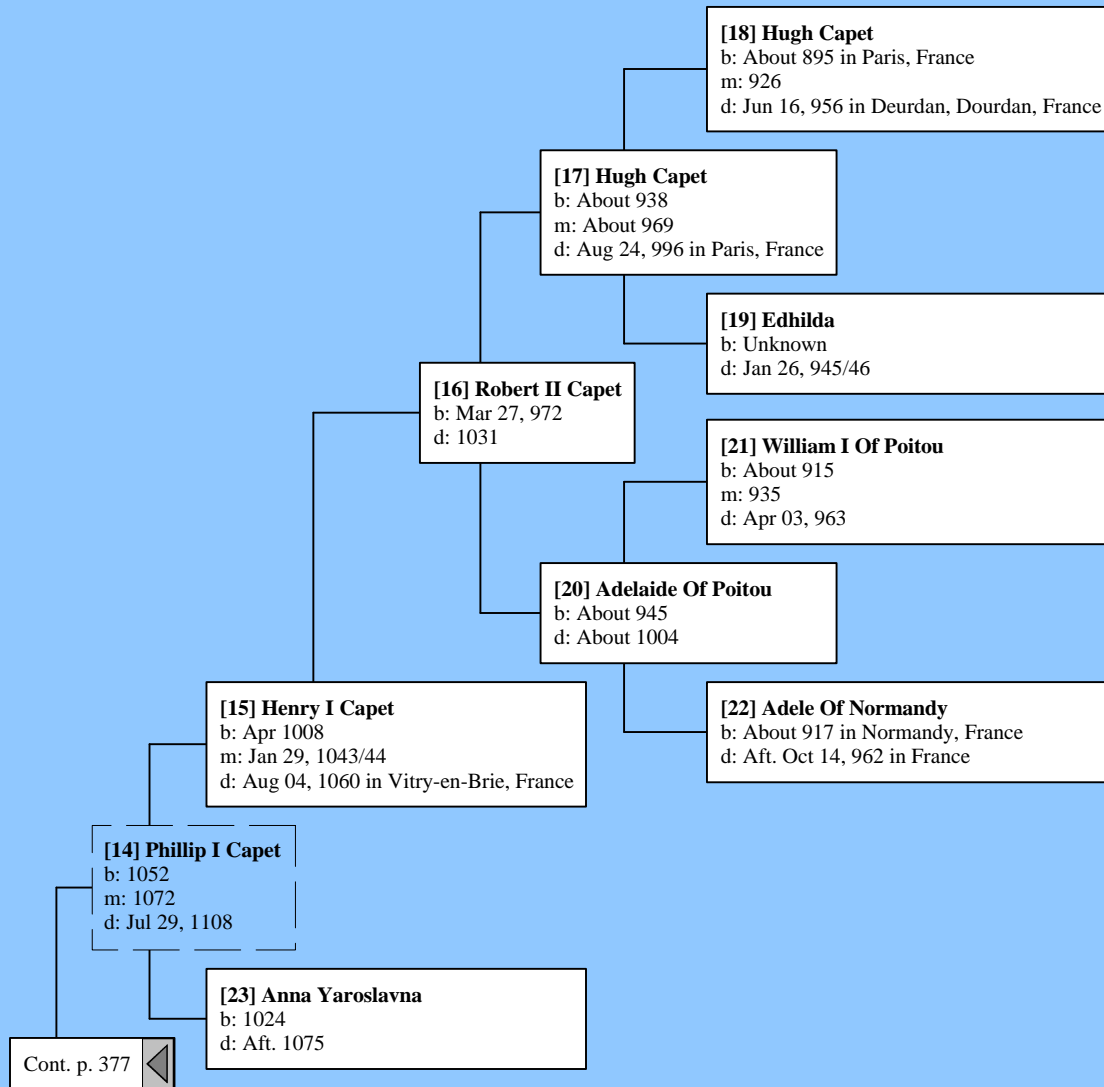 [18] Hugh Capet
b: About 895 in Paris, France
m: 926
d: Jun 16, 956 in Deurdan, Dourdan, France
[17] Hugh Capet
b: About 938
m: About 969
d: Aug 24, 996 in Paris, France
[19] Edhilda
b: Unknown
d: Jan 26, 945/46
[16] Robert II Capet
b: Mar 27, 972
d: 1031
[21] William I Of Poitou
b: About 915
m: 935
d: Apr 03, 963
[20] Adelaide Of Poitou
b: About 945
d: About 1004
[22] Adele Of Normandy
b: About 917 in Normandy, France
d: Aft. Oct 14, 962 in France
[15] Henry I Capet
b: Apr 1008
m: Jan 29, 1043/44
d: Aug 04, 1060 in Vitry-en-Brie, France
[14] Phillip I Capet
b: 1052
m: 1072
d: Jul 29, 1108
[23] Anna Yaroslavna
b: 1024
d: Aft. 1075
Cont. p. 377